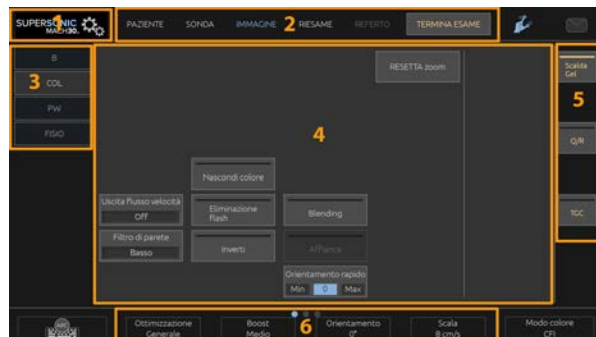 SUPERSONIC
MACH30.
1
PAZIENTE SONDA IMMAGINE 2 RIESAME REFERTO TERMINA ESAME
B
3 COL
PW
FISIO
RESETTA zoom
4
Nascondi colore
Uscita flusso velocità
Off
Eliminazione
flash
Blending
Filtro di parete
Basso
Inverti
Affianca
Orientamento rapido
Min 0 Max
Scalda
Gel
5
Q/R
TGC
Ottimizzazione
Generale
Boost
Medio
6
Orientamento
0°
Scala
8 cm/s
Modo colore
CFI